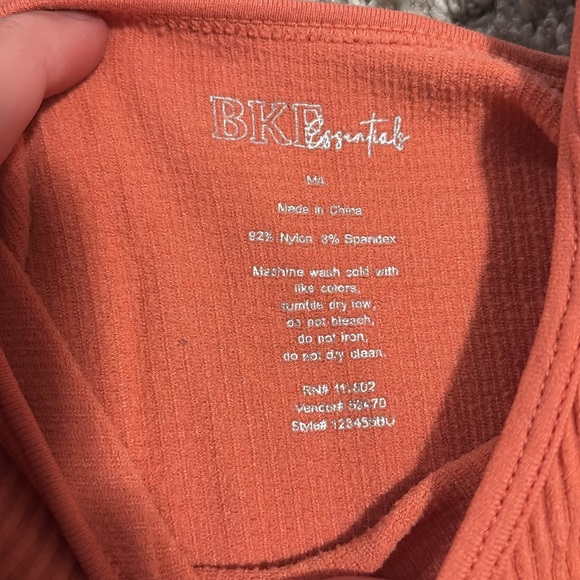 BKE Essentials
Made in China
92% Nylon 8% Spandex
Machine wash cold with
like colors,
tumble dry low,
do not bleach,
do not iron,
do not dry clean.
RN#
Vendor# 52470
Style#